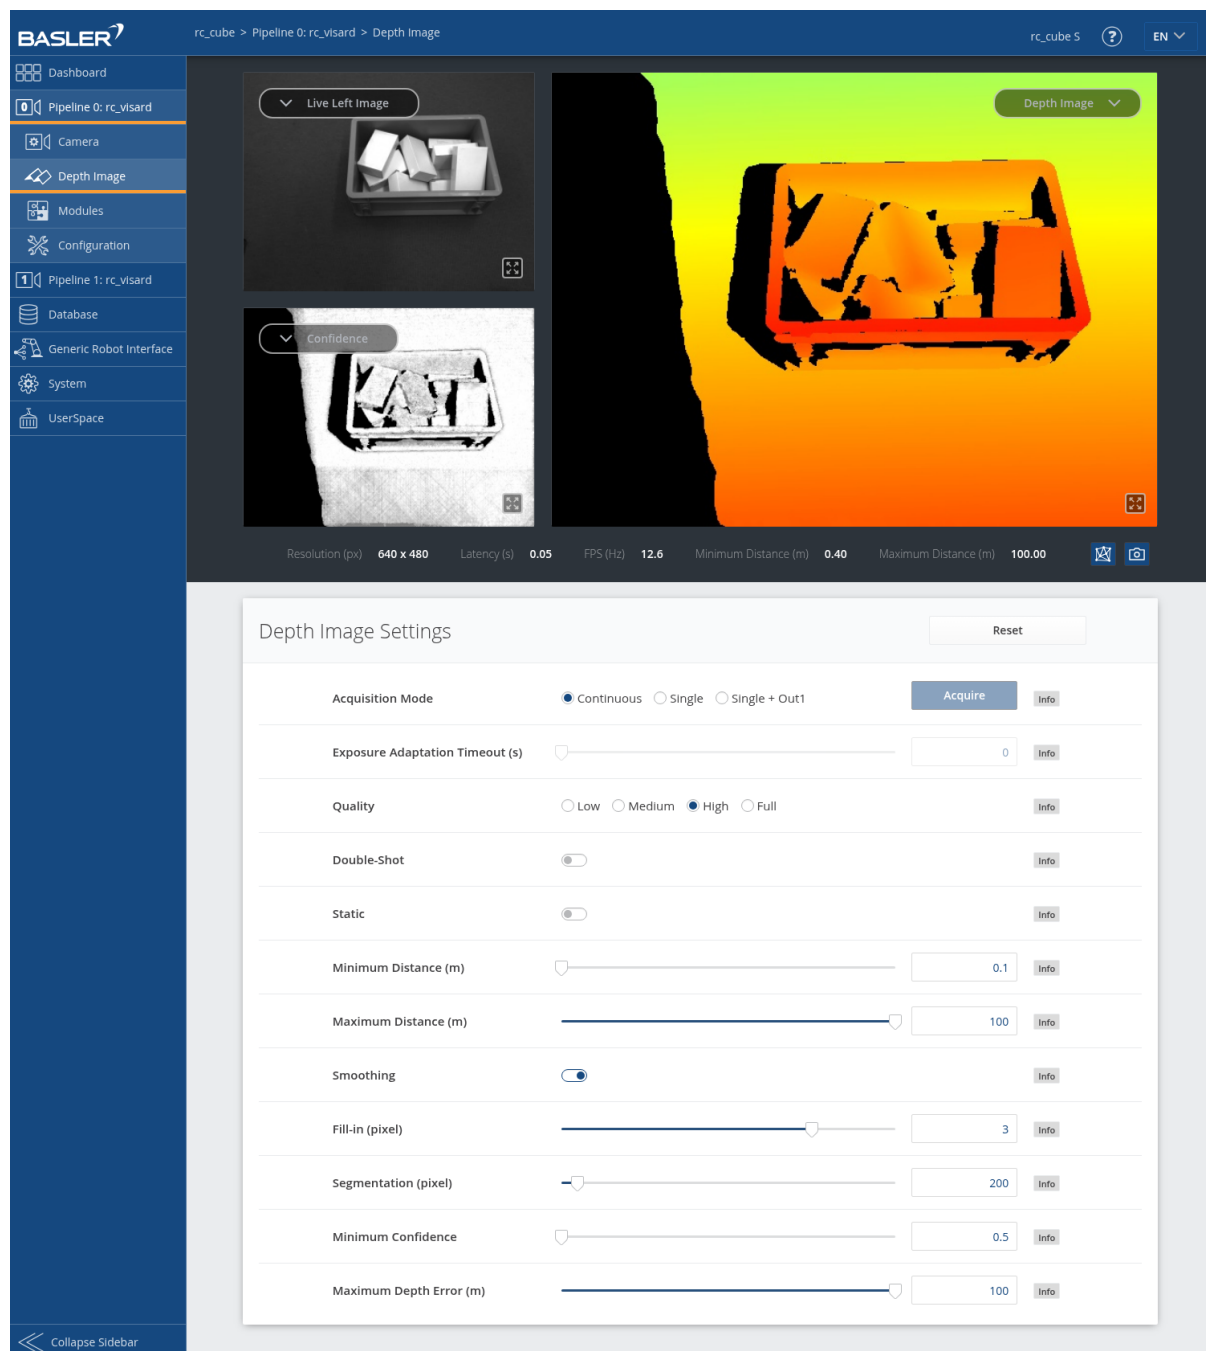 BASLER
rc_cube > Pipeline 0: rc_visard > Depth Image
rc_cube S ? EN
Dashboard
0 Pipeline 0: rc_visard
Camera
Depth Image
Modules
Configuration
1 Pipeline 1: rc_visard
Database
Generic Robot Interface
System
UserSpace
Collapse Sidebar
Live Left Image
Confidence
Depth Image
Resolution (px) 640 x 480 Latency (s) 0.05 FPS (Hz) 12.6 Minimum Distance (m) 0.40 Maximum Distance (m) 100.00
Depth Image Settings Reset
Acquisition Mode Continuous Single Single + Out1 Acquire Info
Exposure Adaptation Timeout (s) 0 Info
Quality Low Medium High Full Info
Double-Shot Info
Static Info
Minimum Distance (m) 0.1 Info
Maximum Distance (m) 100 Info
Smoothing Info
Fill-in (pixel) 3 Info
Segmentation (pixel) 200 Info
Minimum Confidence 0.5 Info
Maximum Depth Error (m) 100 Info